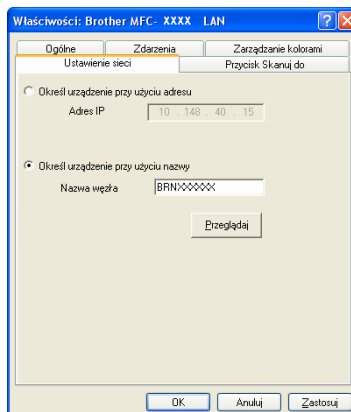 Właściwości: Brother MFC- XXXX LAN
Ogólne Zdarzenia Zarządzanie kolorami
Ustawienie sieci Przycisk Skanuj do
Określ urządzenie przy użyciu adresu
Adres IP 10 . 148 . 40 . 15
Określ urządzenie przy użyciu nazwy
Nazwa węzła BRNXXXXXX
Przeglądaj
OK Anuluj Zastosuj